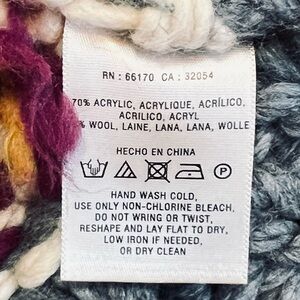 RN : 66170 CA : 32054
70% ACRYLIC, ACRYLIQUE, ACRÍLICO,
ACRILICO, ACRYL
% WOOL, LAINE, LANA, LANA, WOLLE
HECHO EN CHINA
HAND WASH COLD,
USE ONLY NON-CHLORINE BLEACH,
DO NOT WRING OR TWIST,
RESHAPE AND LAY FLAT TO DRY,
LOW IRON IF NEEDED,
OR DRY CLEAN